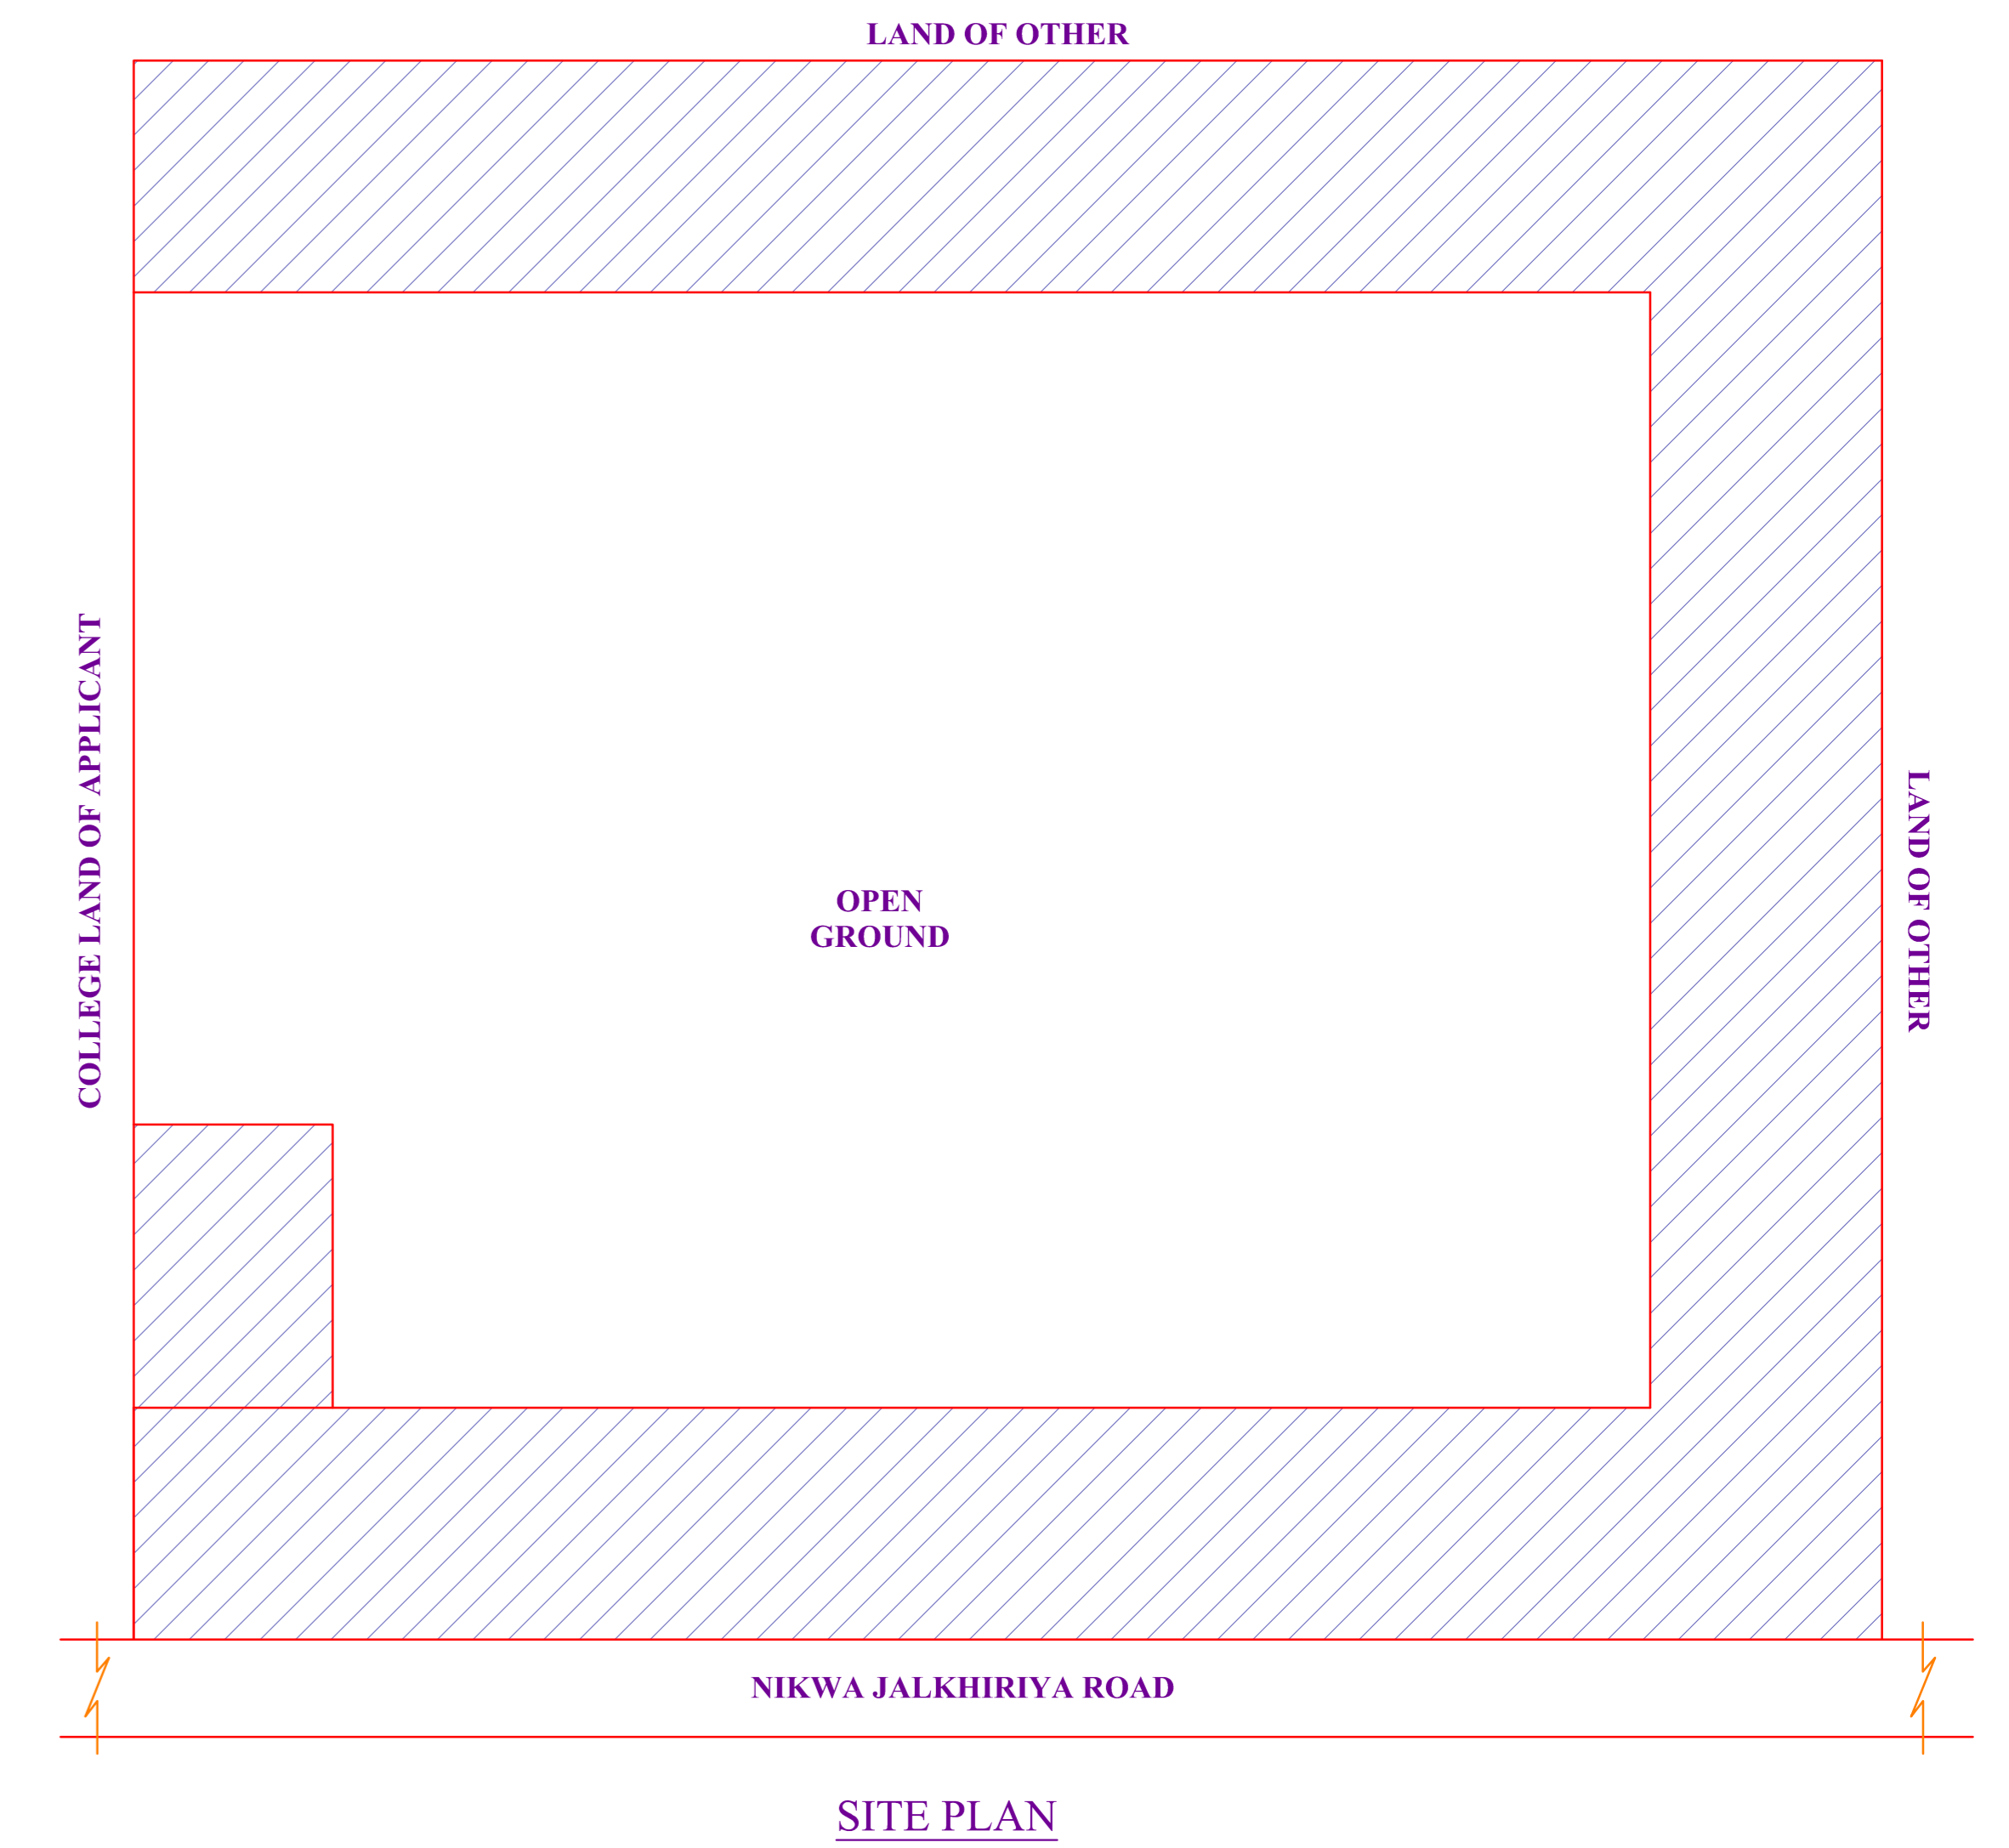 LAND OF OTHER
COLLEGE LAND OF APPLICANT
LAND OF OTHER
OPEN
GROUND
NIKWA JALKHIRIYA ROAD
SITE PLAN